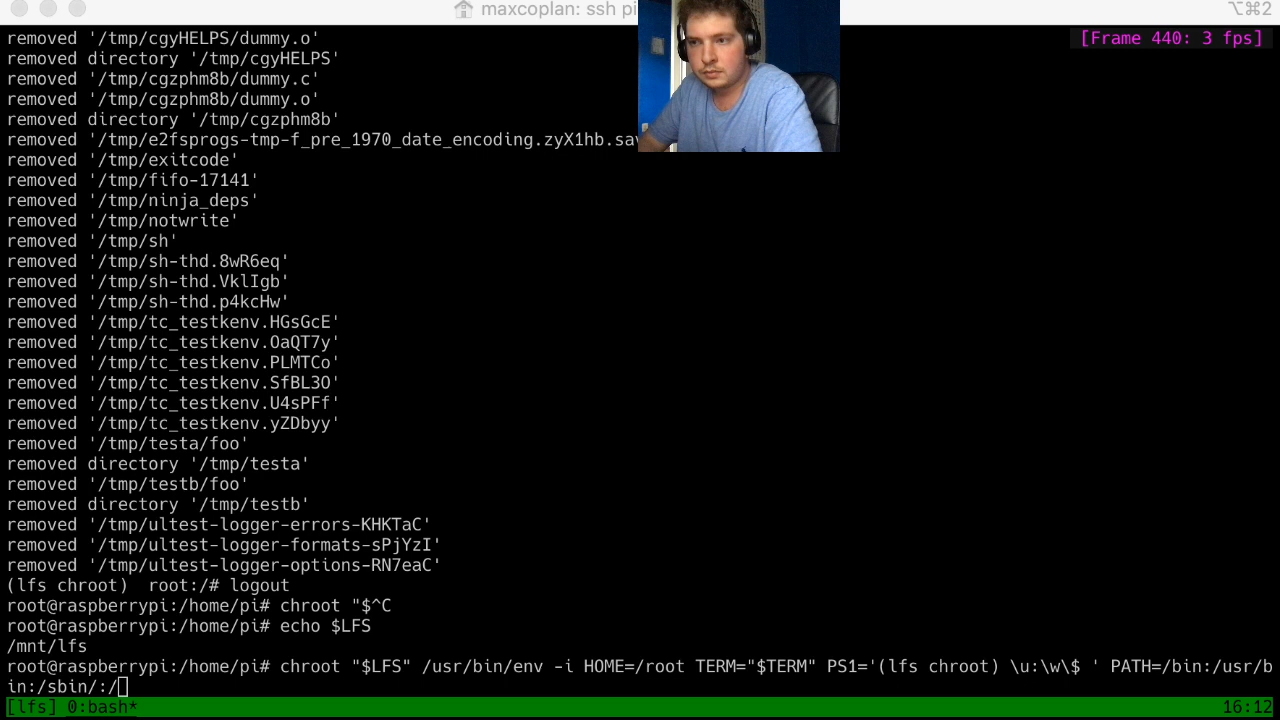 maxcoplan: ssh pi
⌥⌘2
[Frame 440: 3 fps]
removed '/tmp/cgyHELPS/dummy.o'
removed directory '/tmp/cgyHELPS'
removed '/tmp/cgzphm8b/dummy.c'
removed '/tmp/cgzphm8b/dummy.o'
removed directory '/tmp/cgzphm8b'
removed '/tmp/e2fsprogs-tmp-f_pre_1970_date_encoding.zyX1hb.sav
removed '/tmp/exitcode'
removed '/tmp/fifo-17141'
removed '/tmp/ninja_deps'
removed '/tmp/notwrite'
removed '/tmp/sh'
removed '/tmp/sh-thd.8wR6eq'
removed '/tmp/sh-thd.VklIgb'
removed '/tmp/sh-thd.p4kcHw'
removed '/tmp/tc_testkenv.HGsGcE'
removed '/tmp/tc_testkenv.OaQT7y'
removed '/tmp/tc_testkenv.PLMTCo'
removed '/tmp/tc_testkenv.SfBL3O'
removed '/tmp/tc_testkenv.U4sPFf'
removed '/tmp/tc_testkenv.yZDbyy'
removed '/tmp/testa/foo'
removed directory '/tmp/testa'
removed '/tmp/testb/foo'
removed directory '/tmp/testb'
removed '/tmp/ultest-logger-errors-KHKTaC'
removed '/tmp/ultest-logger-formats-sPjYzI'
removed '/tmp/ultest-logger-options-RN7eaC'
(lfs chroot)  root:/# logout
root@raspberrypi:/home/pi# chroot "$^C
root@raspberrypi:/home/pi# echo $LFS
/mnt/lfs
root@raspberrypi:/home/pi# chroot "$LFS" /usr/bin/env -i HOME=/root TERM="$TERM" PS1='(lfs chroot) \u:\w\$ ' PATH=/bin:/usr/b
in:/sbin/:/
[lfs] 0:bash*
16:12